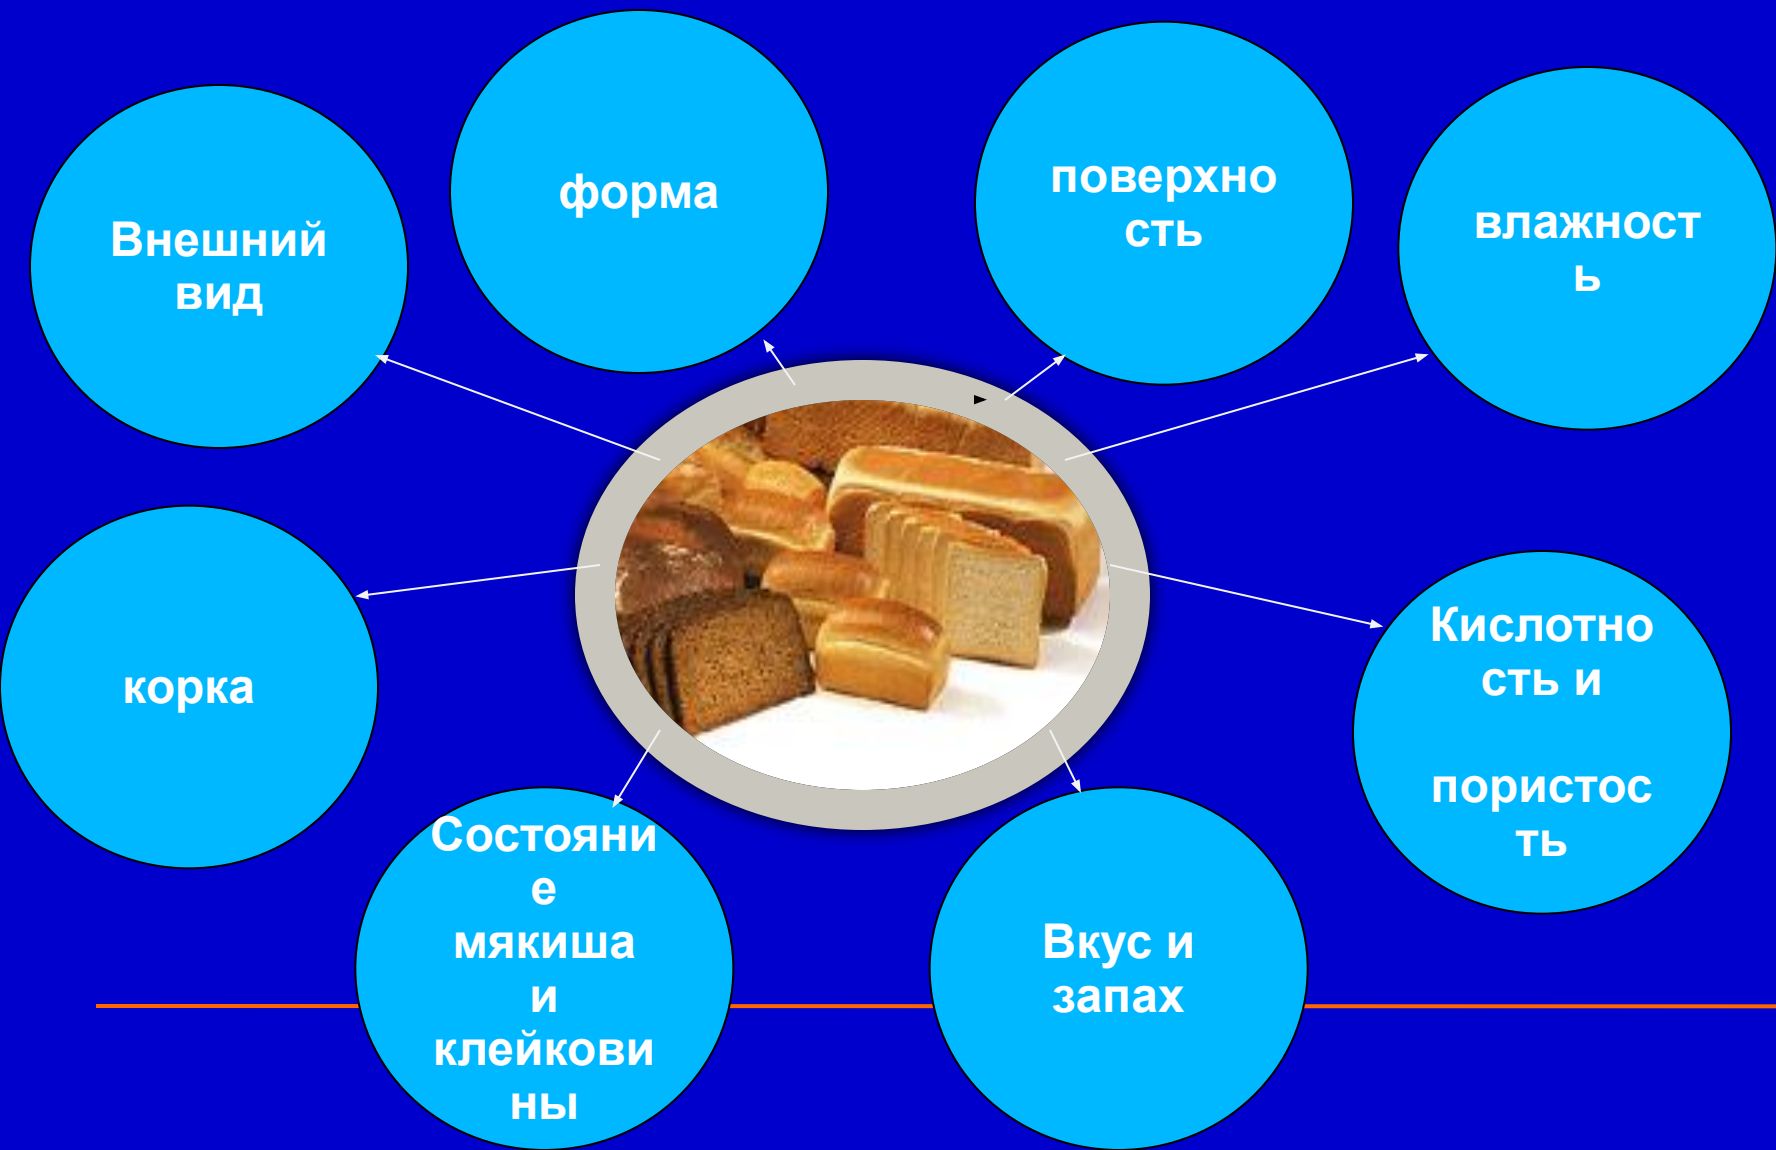 Внешний
вид
форма
поверхно
сть
влажност
ь
корка
Кислотно
сть и
пористос
ть
Состояни
е
мякиша
и
клейкови
ны
Вкус и
запах